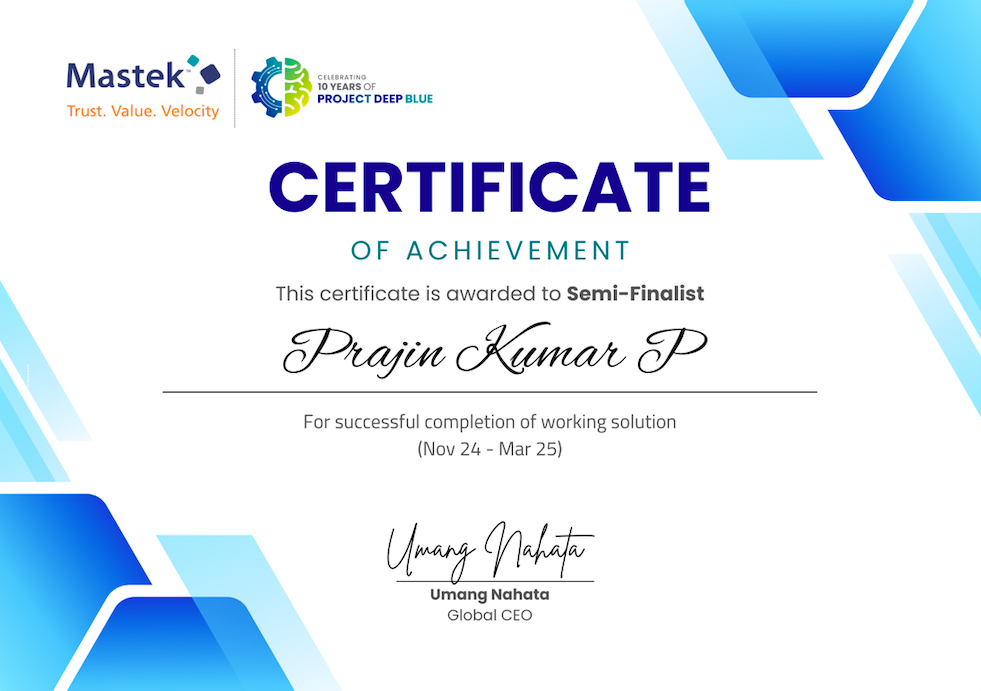 Mastek™
Trust. Value. Velocity
CELEBRATING
10 YEARS OF
PROJECT DEEP BLUE
CERTIFICATE
OF ACHIEVEMENT
This certificate is awarded to Semi-Finalist
Prajin Kumar P
For successful completion of working solution
(Nov 24 - Mar 25)
Umang Nahata
Umang Nahata
Global CEO